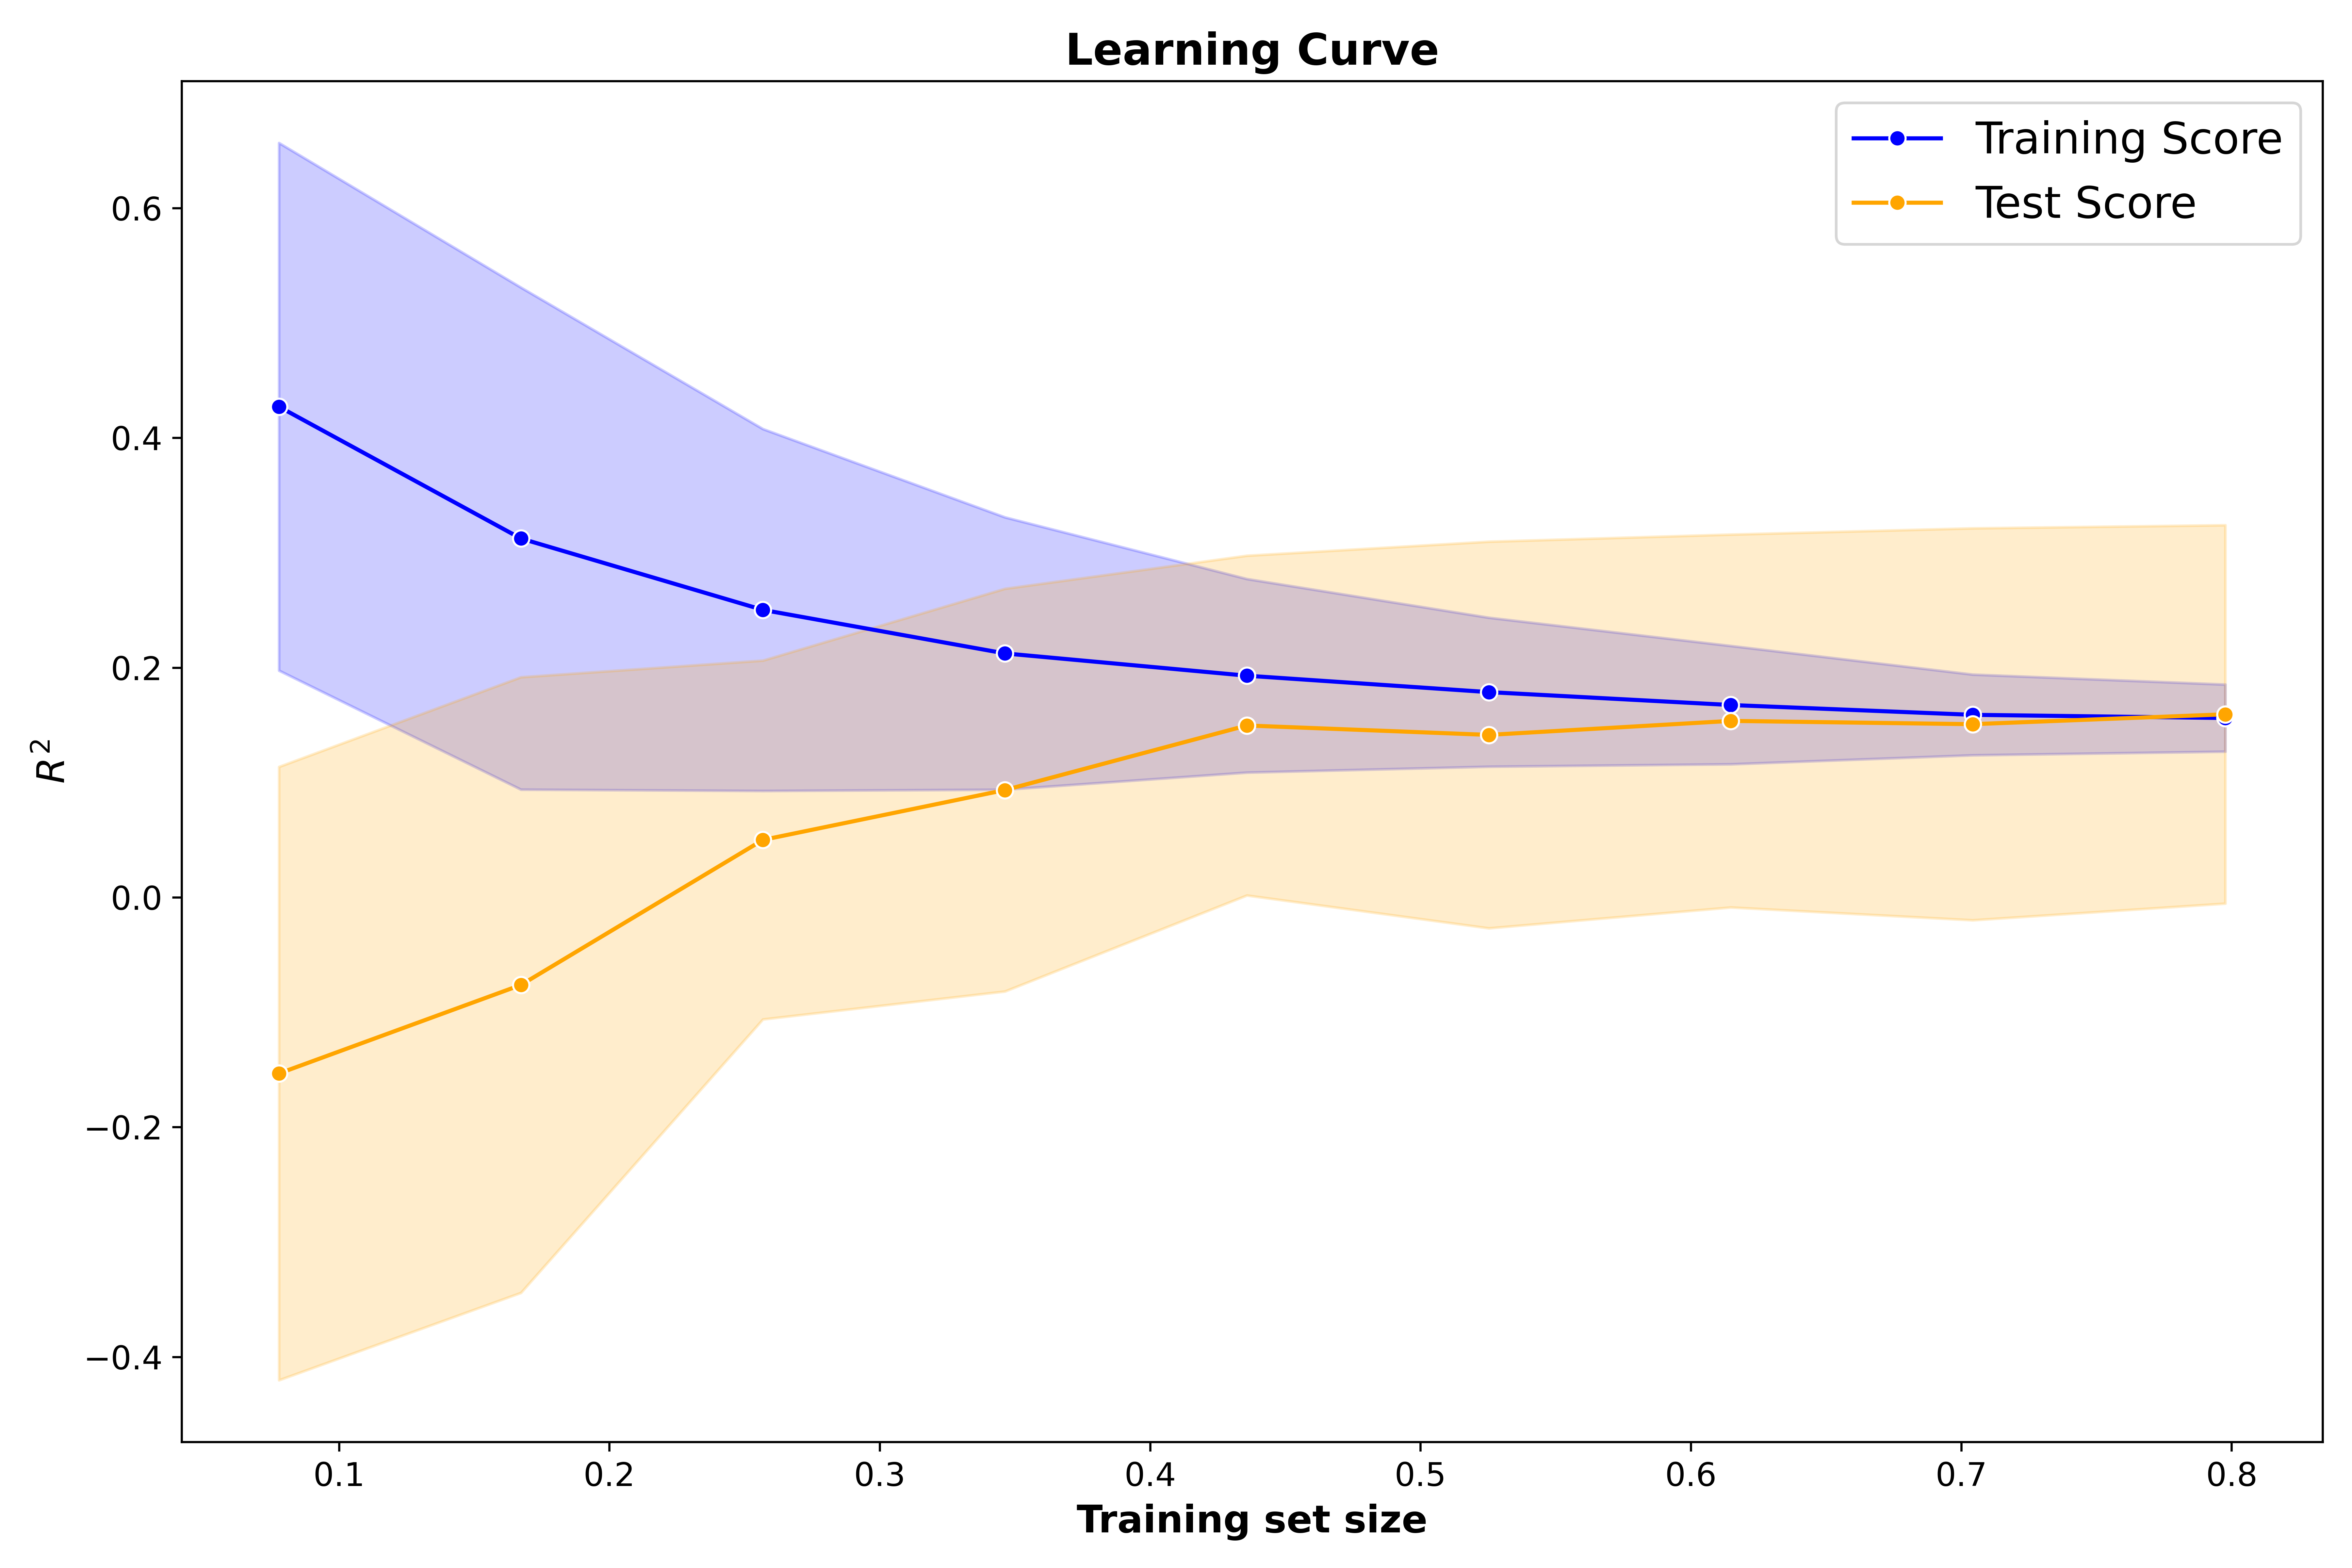 Learning Curve
Training Score
Test Score
0.6
0.4
0.2
0.0
−0.2
−0.4
R²
0.1 0.2 0.3 0.4 0.5 0.6 0.7 0.8
Training set size